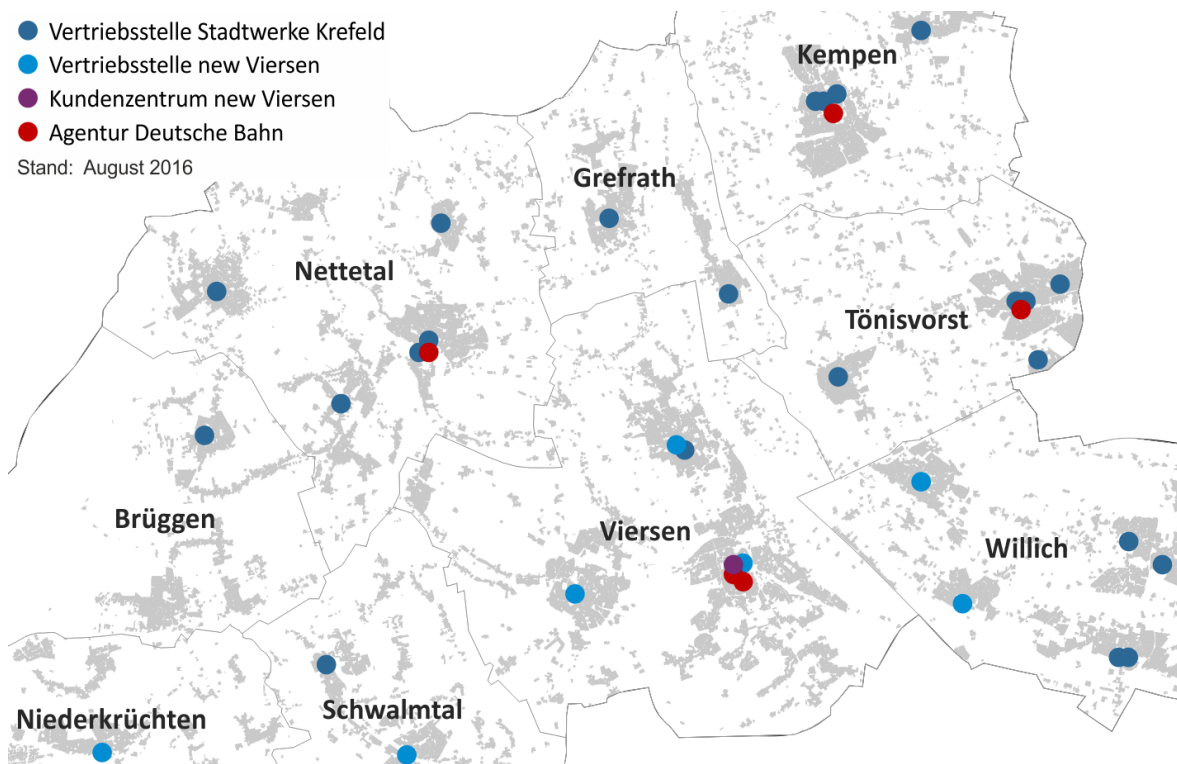 Vertriebsstelle Stadtwerke Krefeld
Vertriebsstelle new Viersen
Kundenzentrum new Viersen
Agentur Deutsche Bahn
Stand: August 2016
Kempen
Grefrath
Nettetal
Tönisvorst
Brüggen
Viersen
Willich
Niederkrüchten
Schwalmtal